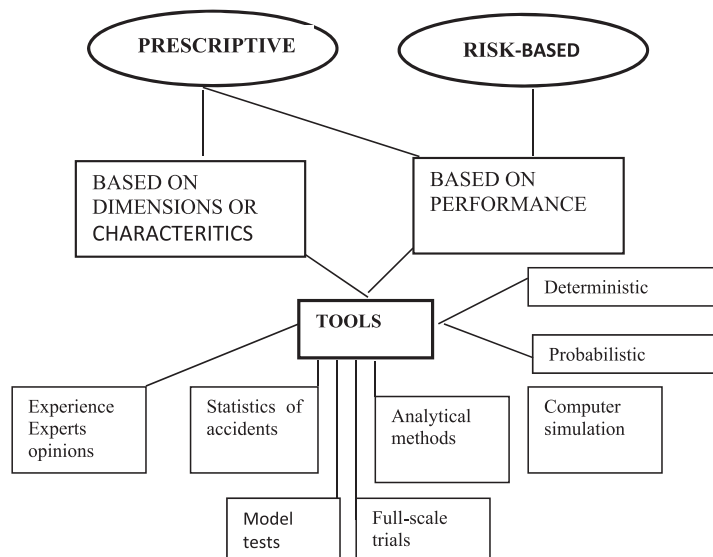 PRESCRIPTIVE
RISK-BASED
BASED ON
DIMENSIONS OR
CHARACTERITICS
BASED ON
PERFORMANCE
TOOLS
Deterministic
Probabilistic
Experience
Experts
opinions
Statistics of
accidents
Analytical
methods
Computer
simulation
Model
tests
Full-scale
trials